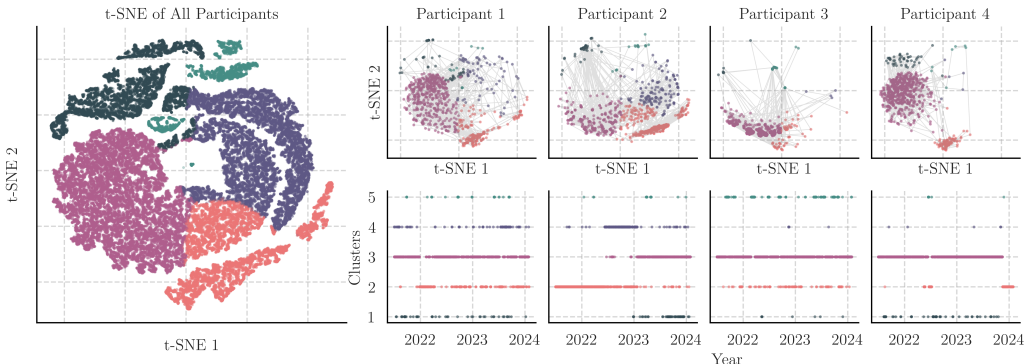 t-SNE of All Participants
t-SNE 2
t-SNE 1
Participant 1
Participant 2
Participant 3
Participant 4
t-SNE 2
t-SNE 1
t-SNE 1
t-SNE 1
t-SNE 1
Clusters
5
4
3
2
1
2022 2023 2024
2022 2023 2024
2022 2023 2024
2022 2023 2024
Year